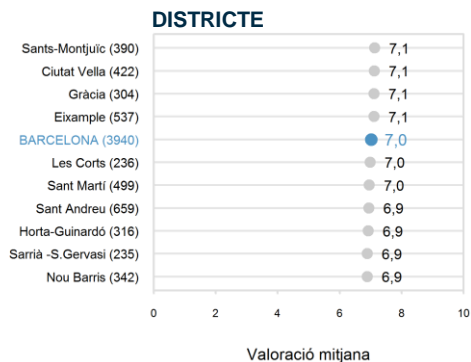 DISTRICTE
Sants-Montjuïc (390) 7,1
Ciutat Vella (422) 7,1
Gràcia (304) 7,1
Eixample (537) 7,1
BARCELONA (3940) 7,0
Les Corts (236) 7,0
Sant Martí (499) 7,0
Sant Andreu (659) 6,9
Horta-Guinardó (316) 6,9
Sarrià -S.Gervasi (235) 6,9
Nou Barris (342) 6,9
0 2 4 6 8 10
Valoració mitjana